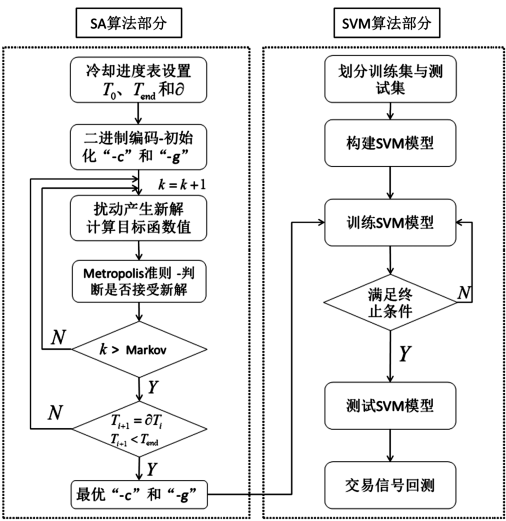 SA算法部分
冷却进度表设置
T₀、T_end和∂
二进制编码-初始
化“-c”和“-g”
k=k+1
扰动产生新解
计算目标函数值
Metropolis准则-判
断是否接受新解
N
k > Markov
Y
N
T_{i+1}=∂T_i
T_{i+1}<T_end
Y
最优“-c”和“-g”
SVM算法部分
划分训练集与测
试集
构建SVM模型
训练SVM模型
满足终
止条件
N
Y
测试SVM模型
交易信号回测